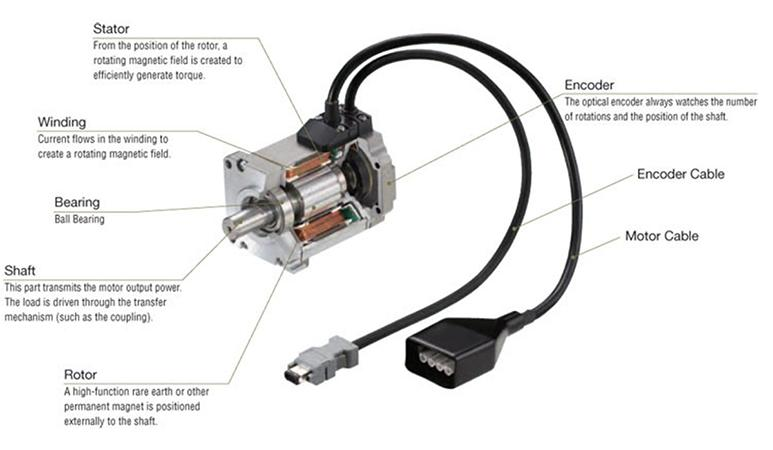 Stator
From the position of the rotor, a
rotating magnetic field is created to
efficiently generate torque.
Winding
Current flows in the winding to
create a rotating magnetic field.
Bearing
Ball Bearing
Shaft
This part transmits the motor output power.
The load is driven through the transfer
mechanism (such as the coupling).
Rotor
A high-function rare earth or other
permanent magnet is positioned
externally to the shaft.
Encoder
The optical encoder always watches the number
of rotations and the position of the shaft.
Encoder Cable
Motor Cable